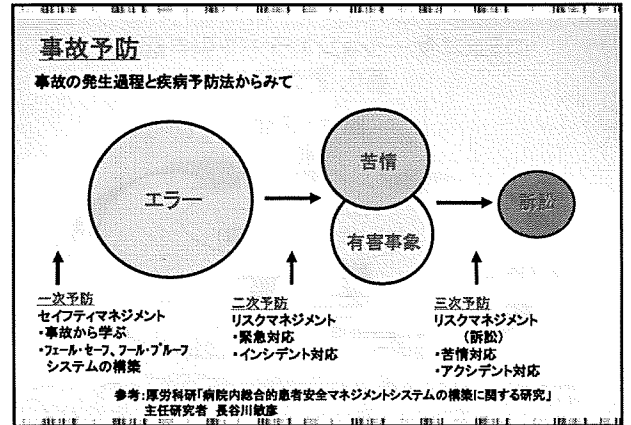 事故予防
事故の発生過程と疾病予防法からみて
エラー
苦情
有害事象
訴訟
一次予防
セイフティマネジメント
・事故から学ぶ
・フェール・セーフ、フール・プルーフ
システムの構築
二次予防
リスクマネジメント
・緊急対応
・インシデント対応
三次予防
リスクマネジメント
(訴訟)
・苦情対応
・アクシデント対応
参考:厚労科研「病院内総合的患者安全マネジメントシステムの構築に関する研究」
主任研究者 長谷川敏彦